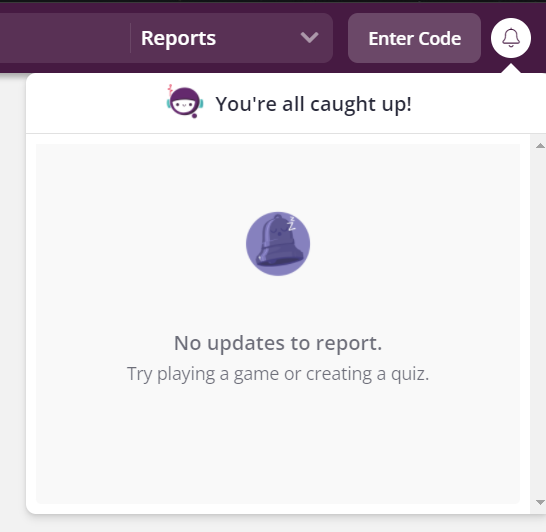 Reports
Enter Code
You're all caught up!
z
No updates to report.
Try playing a game or creating a quiz.